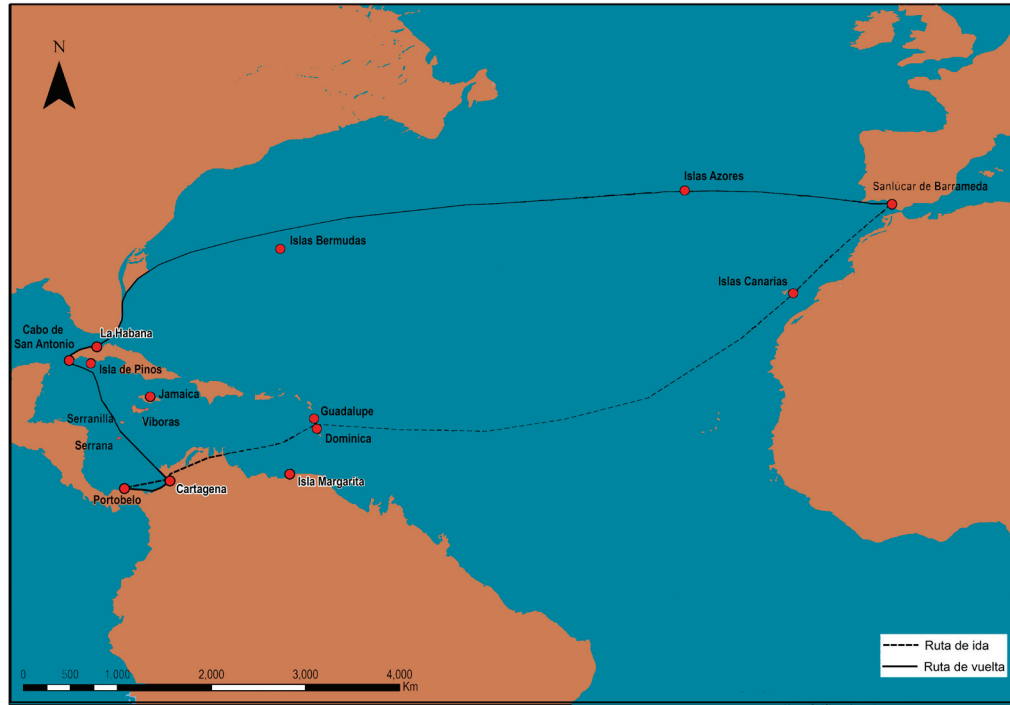 N
Islas Azores
Sanlúcar de Barrameda
Islas Bermudas
Islas Canarias
Cabo de
San Antonio
La Habana
Isla de Pinos
Jamaica
Serranilla
Viboras
Serrana
Guadalupe
Dominica
Isla Margarita
Cartagena
Portobelo
Ruta de ida
Ruta de vuelta
0 500 1,000 2,000 3,000 4,000
Km